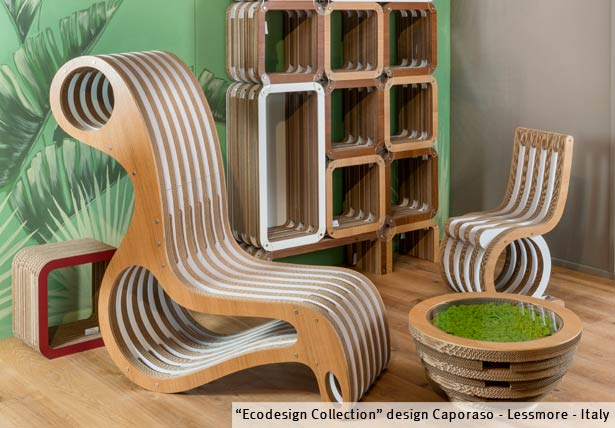 “Ecodesign Collection” design Caporaso - Lessmore - Italy